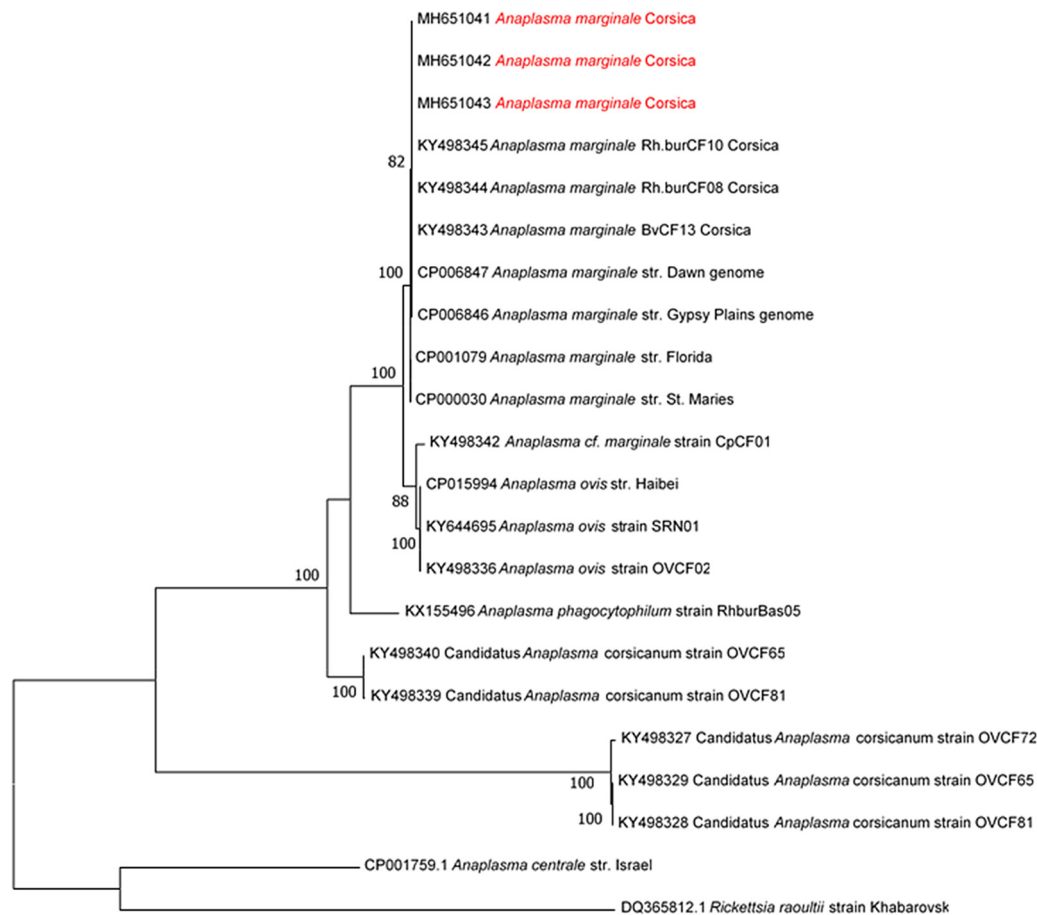 MH651041 Anaplasma marginale Corsica
MH651042 Anaplasma marginale Corsica
MH651043 Anaplasma marginale Corsica
KY498345 Anaplasma marginale Rh.burCF10 Corsica
82
KY498344 Anaplasma marginale Rh.burCF08 Corsica
KY498343 Anaplasma marginale BvCF13 Corsica
100 CP006847 Anaplasma marginale str. Dawn genome
CP006846 Anaplasma marginale str. Gypsy Plains genome
CP001079 Anaplasma marginale str. Florida
100
CP000030 Anaplasma marginale str. St. Maries
KY498342 Anaplasma cf. marginale strain CpCF01
CP015994 Anaplasma ovis str. Haibei
88
KY644695 Anaplasma ovis strain SRN01
100
KY498336 Anaplasma ovis strain OVCF02
100
KX155496 Anaplasma phagocytophilum strain RhburBas05
KY498340 Candidatus Anaplasma corsicanum strain OVCF65
100 KY498339 Candidatus Anaplasma corsicanum strain OVCF81
KY498327 Candidatus Anaplasma corsicanum strain OVCF72
100 KY498329 Candidatus Anaplasma corsicanum strain OVCF65
100 KY498328 Candidatus Anaplasma corsicanum strain OVCF81
CP001759.1 Anaplasma centrale str. Israel
DQ365812.1 Rickettsia raoultii strain Khabarovsk